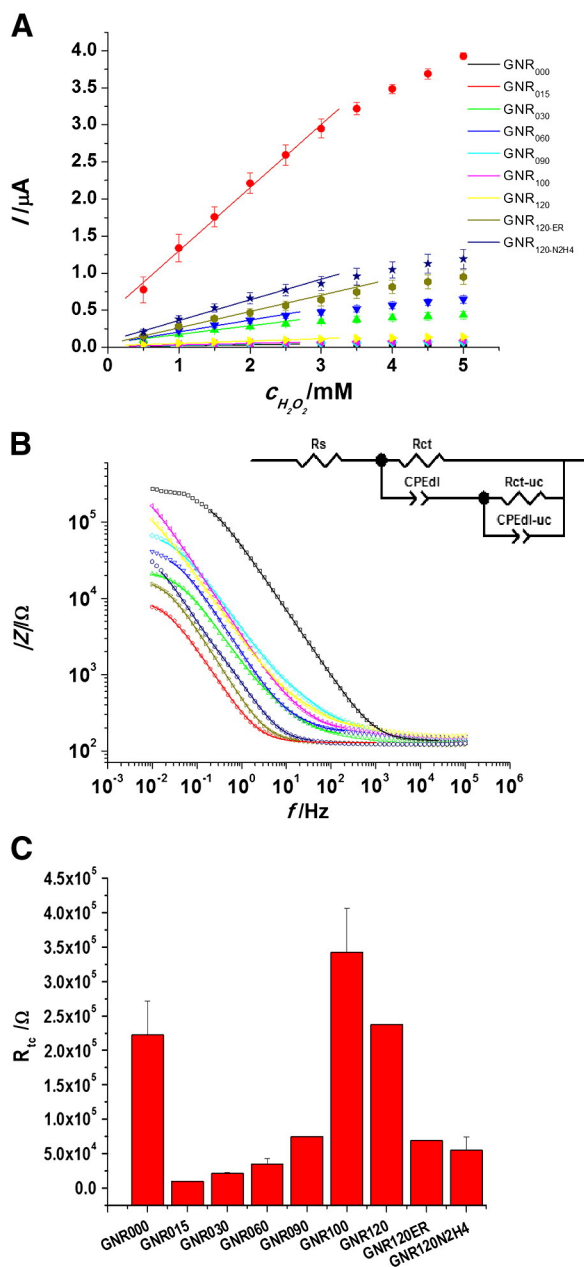 A
I/µA
4.0
3.5
3.0
2.5
2.0
1.5
1.0
0.5
0.0
0 1 2 3 4 5
cH2O2/mM
GNR000
GNR015
GNR030
GNR060
GNR090
GNR100
GNR120
GNR120-ER
GNR120-N2H4
B
|Z|/Ω
10^5
10^4
10^3
10^2
10^-3 10^-2 10^-1 10^0 10^1 10^2 10^3 10^4 10^5 10^6
f/Hz
Rs Rct
CPEdl Rct-uc
CPEdl-uc
C
Rtc /Ω
4.5x10^5
4.0x10^5
3.5x10^5
3.0x10^5
2.5x10^5
2.0x10^5
1.5x10^5
1.0x10^5
5.0x10^4
0.0
GNR000 GNR015 GNR030 GNR060 GNR090 GNR100 GNR120 GNR120ER GNR120N2H4